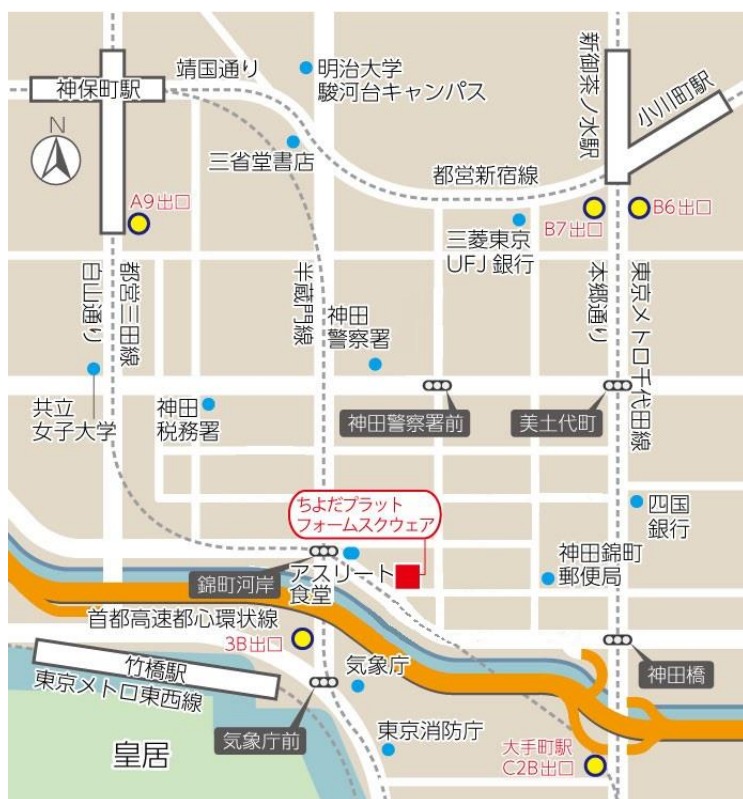 靖国通り
明治大学
駿河台キャンパス
神保町駅
新御茶ノ水駅
小川町駅
N
三省堂書店
都営新宿線
A9出口
B7出口
B6出口
三菱東京
UFJ銀行
白山通り
都営三田線
半蔵門線
本郷通り
東京メトロ千代田線
神田
警察署
共立
女子大学
神田
税務署
神田警察署前
美土代町
ちよだプラット
フォームスクウェア
四国
銀行
錦町河岸
アスリート
食堂
神田錦町
郵便局
首都高速都心環状線
3B出口
竹橋駅
東京メトロ東西線
気象庁
神田橋
気象庁前
東京消防庁
大手町駅
C2B出口
皇居